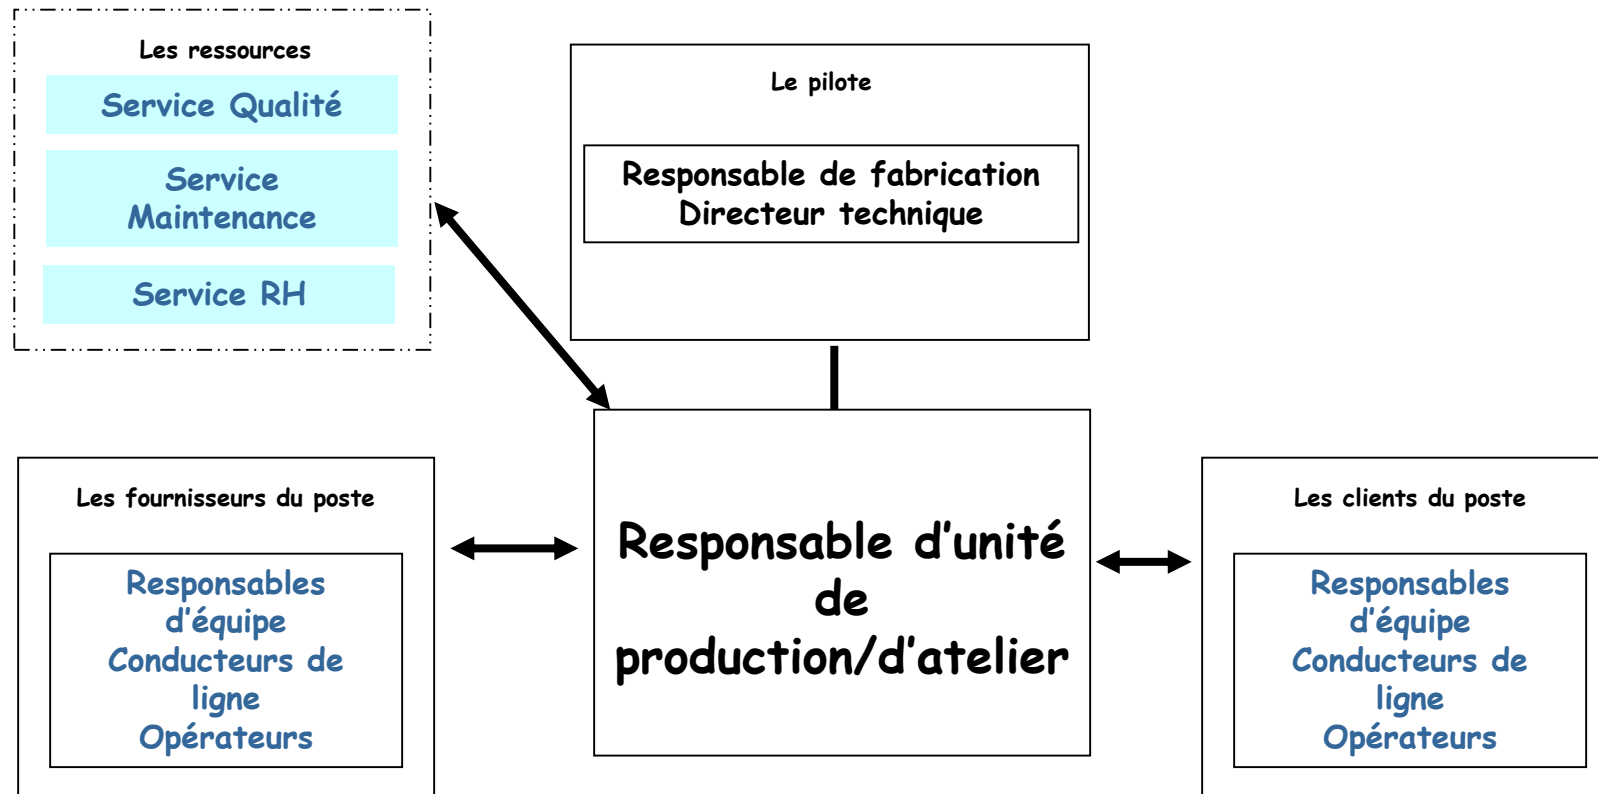 Les ressources
Service Qualité
Service
Maintenance
Service RH
Le pilote
Responsable de fabrication
Directeur technique
Les fournisseurs du poste
Responsables
d'équipe
Conducteurs de
ligne
Opérateurs
Responsable d'unité
de
production/d'atelier
Les clients du poste
Responsables
d'équipe
Conducteurs de
ligne
Opérateurs